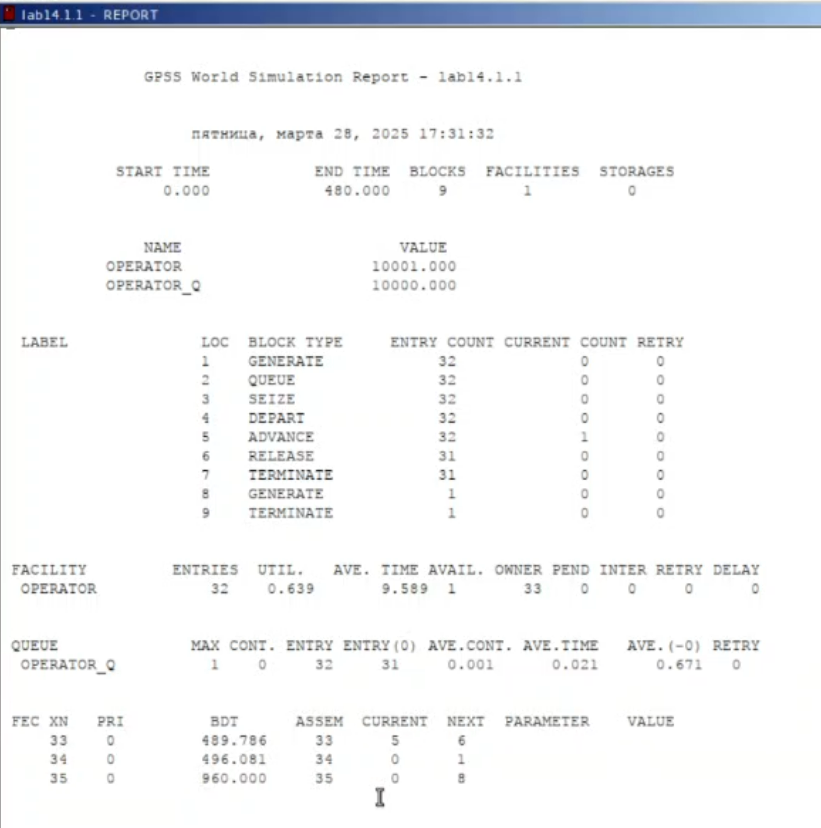 lab14.1.1 - REPORT
GPSS World Simulation Report - lab14.1.1
пятница, марта 28, 2025 17:31:32
START TIME END TIME BLOCKS FACILITIES STORAGES
0.000 480.000 9 1 0
NAME VALUE
OPERATOR 10001.000
OPERATOR_Q 10000.000
LABEL LOC BLOCK TYPE ENTRY COUNT CURRENT COUNT RETRY
1 GENERATE 32 0 0
2 QUEUE 32 0 0
3 SEIZE 32 0 0
4 DEPART 32 0 0
5 ADVANCE 32 1 0
6 RELEASE 31 0 0
7 TERMINATE 31 0 0
8 GENERATE 1 0 0
9 TERMINATE 1 0 0
FACILITY ENTRIES UTIL. AVE. TIME AVAIL. OWNER PEND INTER RETRY DELAY
OPERATOR 32 0.639 9.589 1 33 0 0 0 0
QUEUE MAX CONT. ENTRY ENTRY(0) AVE.CONT. AVE.TIME AVE.(-0) RETRY
OPERATOR_Q 1 0 32 31 0.001 0.021 0.671 0
FEC XN PRI BDT ASSEM CURRENT NEXT PARAMETER VALUE
33 0 489.786 33 5 6
34 0 496.081 34 0 1
35 0 960.000 35 0 8